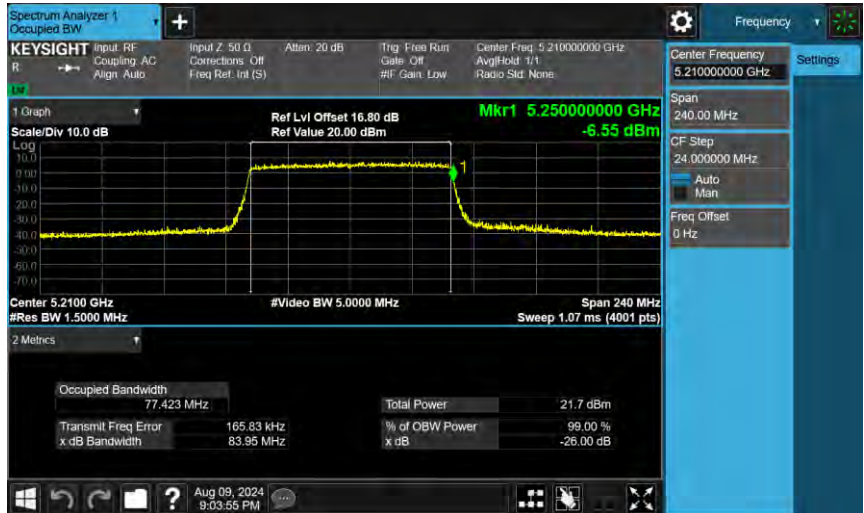 Spectrum Analyzer 1
Occupied BW
+
Frequency
KEYSIGHT
R
Input: RF
Coupling: AC
Align: Auto
Input Z: 50 Ω
Corrections: Off
Freq Ref: Int (S)
Atten: 20 dB
Trig: Free Run
Gate: Off
#IF Gain: Low
Center Freq: 5.210000000 GHz
Avg|Hold: 1/1
Radio Std: None
1 Graph
Scale/Div 10.0 dB
Ref Lvl Offset 16.80 dB
Ref Value 20.00 dBm
Mkr1 5.250000000 GHz
-6.55 dBm
Log
10.0
0.00
-10.0
-20.0
-30.0
-40.0
-50.0
-60.0
-70.0
1
Center 5.2100 GHz
#Res BW 1.5000 MHz
#Video BW 5.0000 MHz
Span 240 MHz
Sweep 1.07 ms (4001 pts)
2 Metrics
Occupied Bandwidth
77.423 MHz
Total Power 21.7 dBm
Transmit Freq Error 165.83 kHz
% of OBW Power 99.00 %
x dB Bandwidth 83.95 MHz
x dB -26.00 dB
Aug 09, 2024
9:03:55 PM
?
Center Frequency
5.210000000 GHz
Settings
Span
240.00 MHz
CF Step
24.000000 MHz
Auto
Man
Freq Offset
0 Hz